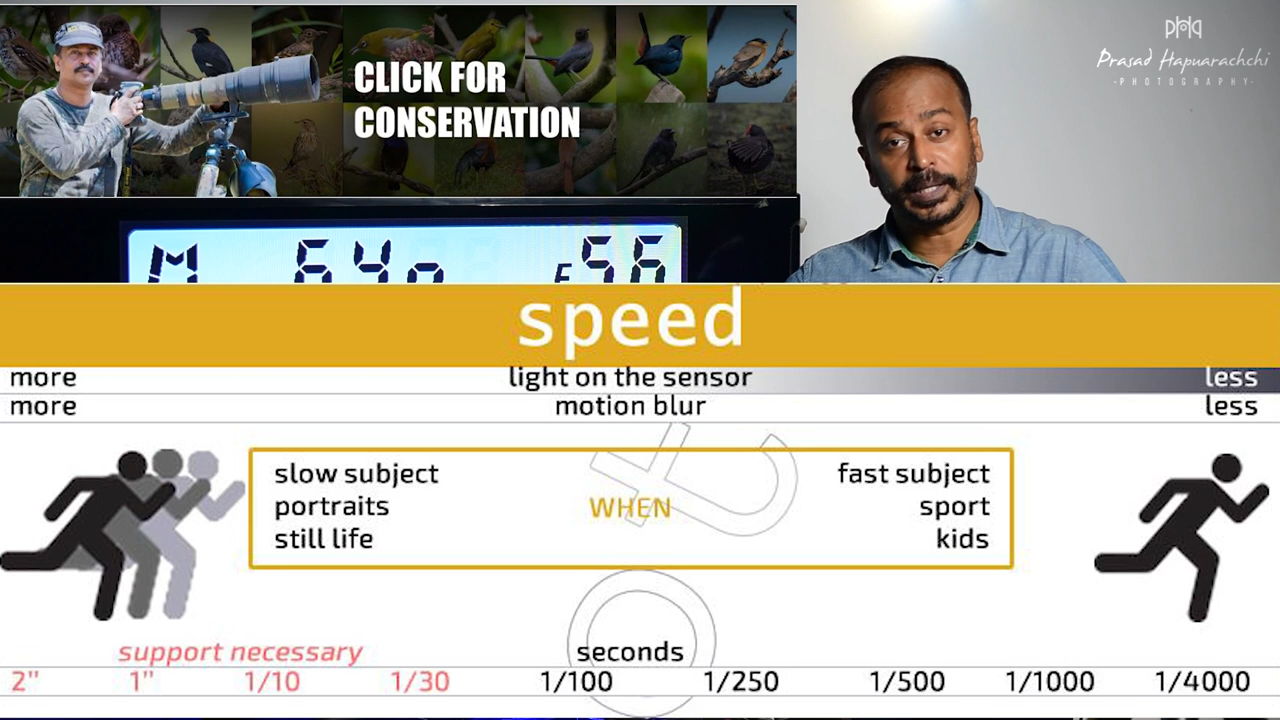 CLICK FOR
CONSERVATION
Prasad Hapuarachchi
-PHOTOGRAPHY-
M 640 F56
speed
more light on the sensor less
more motion blur less
slow subject fast subject
portraits WHEN sport
still life kids
support necessary seconds
2" 1" 1/10 1/30 1/100 1/250 1/500 1/1000 1/4000